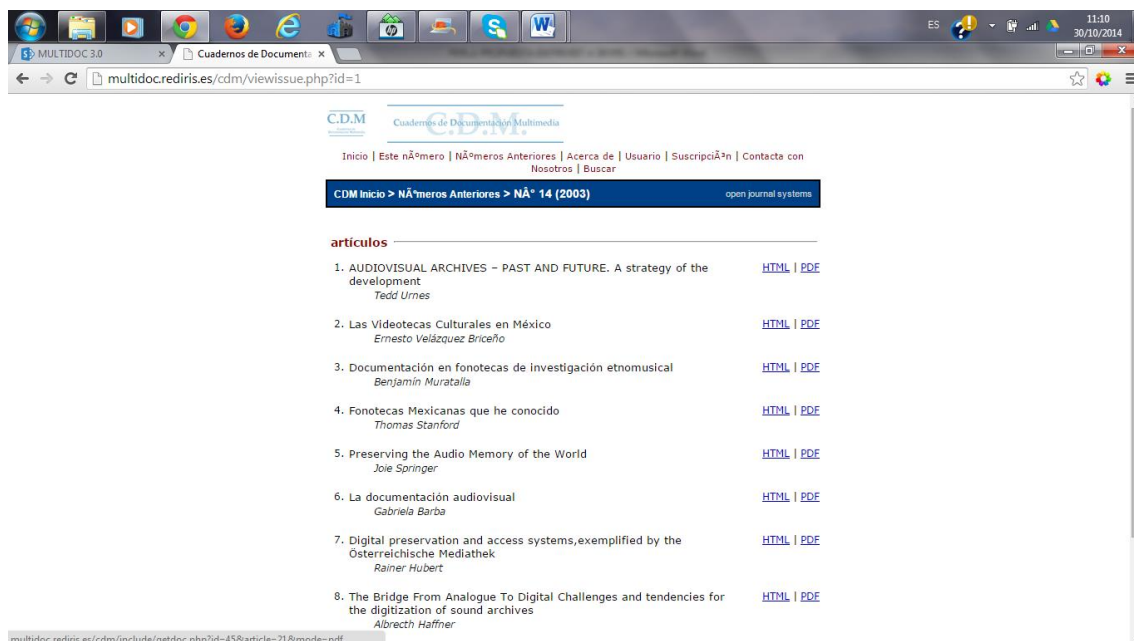 ES
11:10
30/10/2014
MULTIDOC 3.0
Cuadernos de Documenta
multidoc.rediris.es/cdm/viewissue.php?id=1
C.D.M
Cuadernos de Documentación Multimedia
C.D.M.
Inicio | Este nÃºmero | NÃºmeros Anteriores | Acerca de | Usuario | SuscripciÃ³n | Contacta con
Nosotros | Buscar
CDM Inicio > NÃºmeros Anteriores > NÂº 14 (2003)
open journal systems
artículos
1. AUDIOVISUAL ARCHIVES – PAST AND FUTURE. A strategy of the HTML | PDF
development
Tedd Urnes
2. Las Videotecas Culturales en México HTML | PDF
Ernesto Velázquez Briceño
3. Documentación en fonotecas de investigación etnomusical HTML | PDF
Benjamín Muratalla
4. Fonotecas Mexicanas que he conocido HTML | PDF
Thomas Stanford
5. Preserving the Audio Memory of the World HTML | PDF
Joie Springer
6. La documentación audiovisual HTML | PDF
Gabriela Barba
7. Digital preservation and access systems,exemplified by the HTML | PDF
Österreichische Mediathek
Rainer Hubert
8. The Bridge From Analogue To Digital Challenges and tendencies for HTML | PDF
the digitization of sound archives
Albrecth Haffner
multidoc.rediris.es/cdm/include/getdoc.php?id=45&article=21&mode=pdf